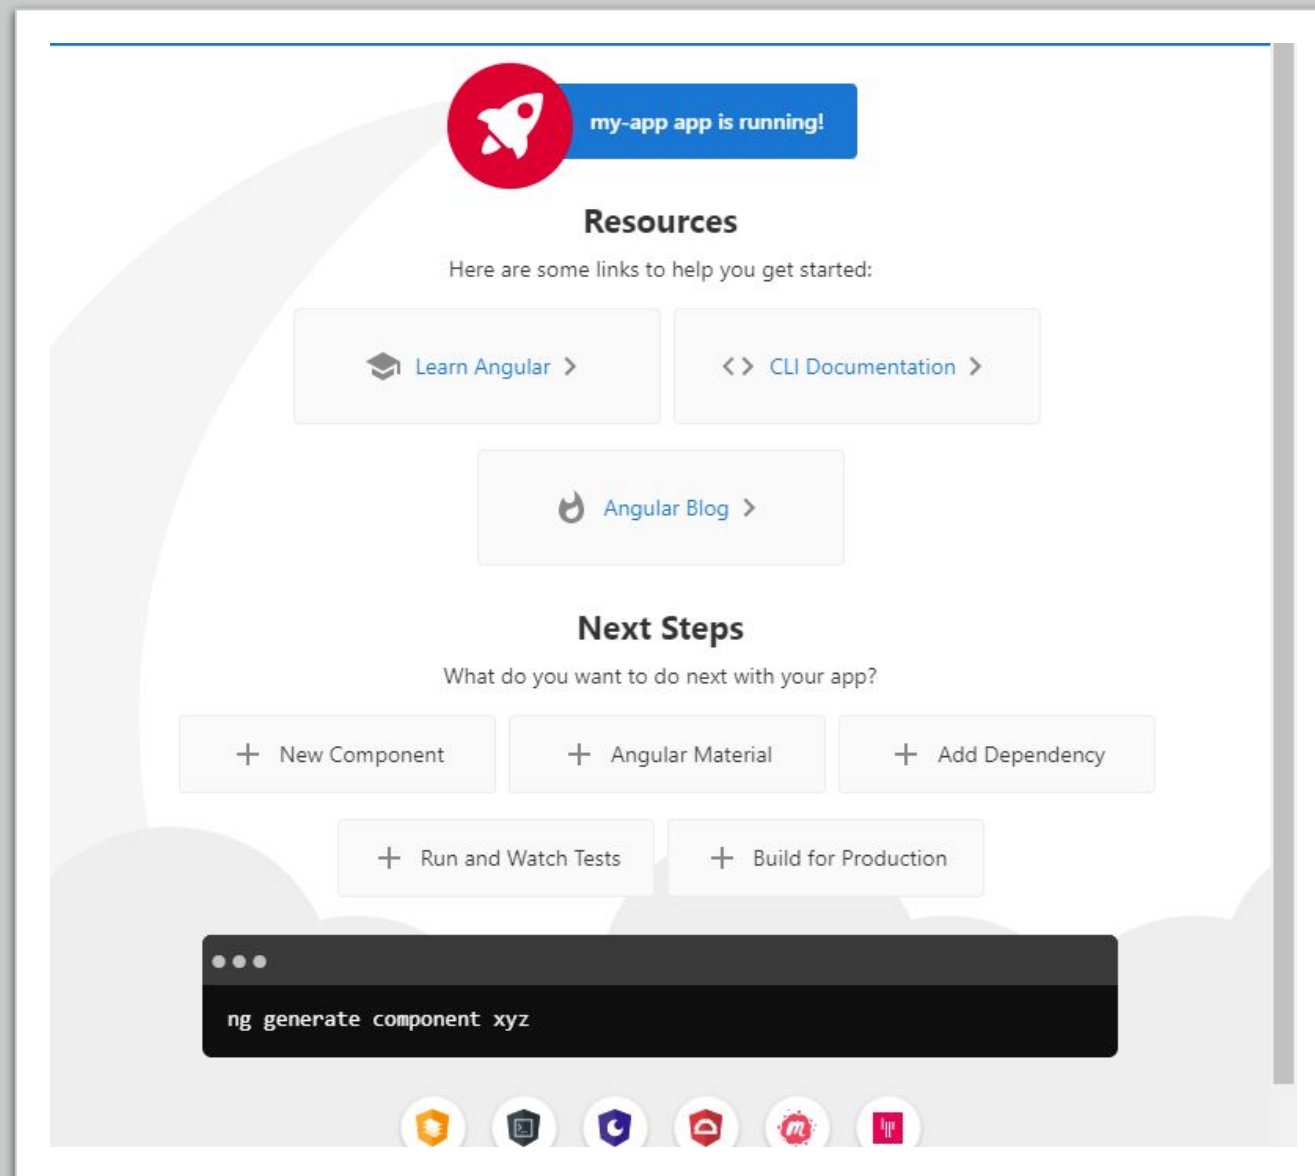 my-app app is running!
Resources
Here are some links to help you get started:
Learn Angular
CLI Documentation
Angular Blog
Next Steps
What do you want to do next with your app?
New Component
Angular Material
Add Dependency
Run and Watch Tests
Build for Production
ng generate component xyz